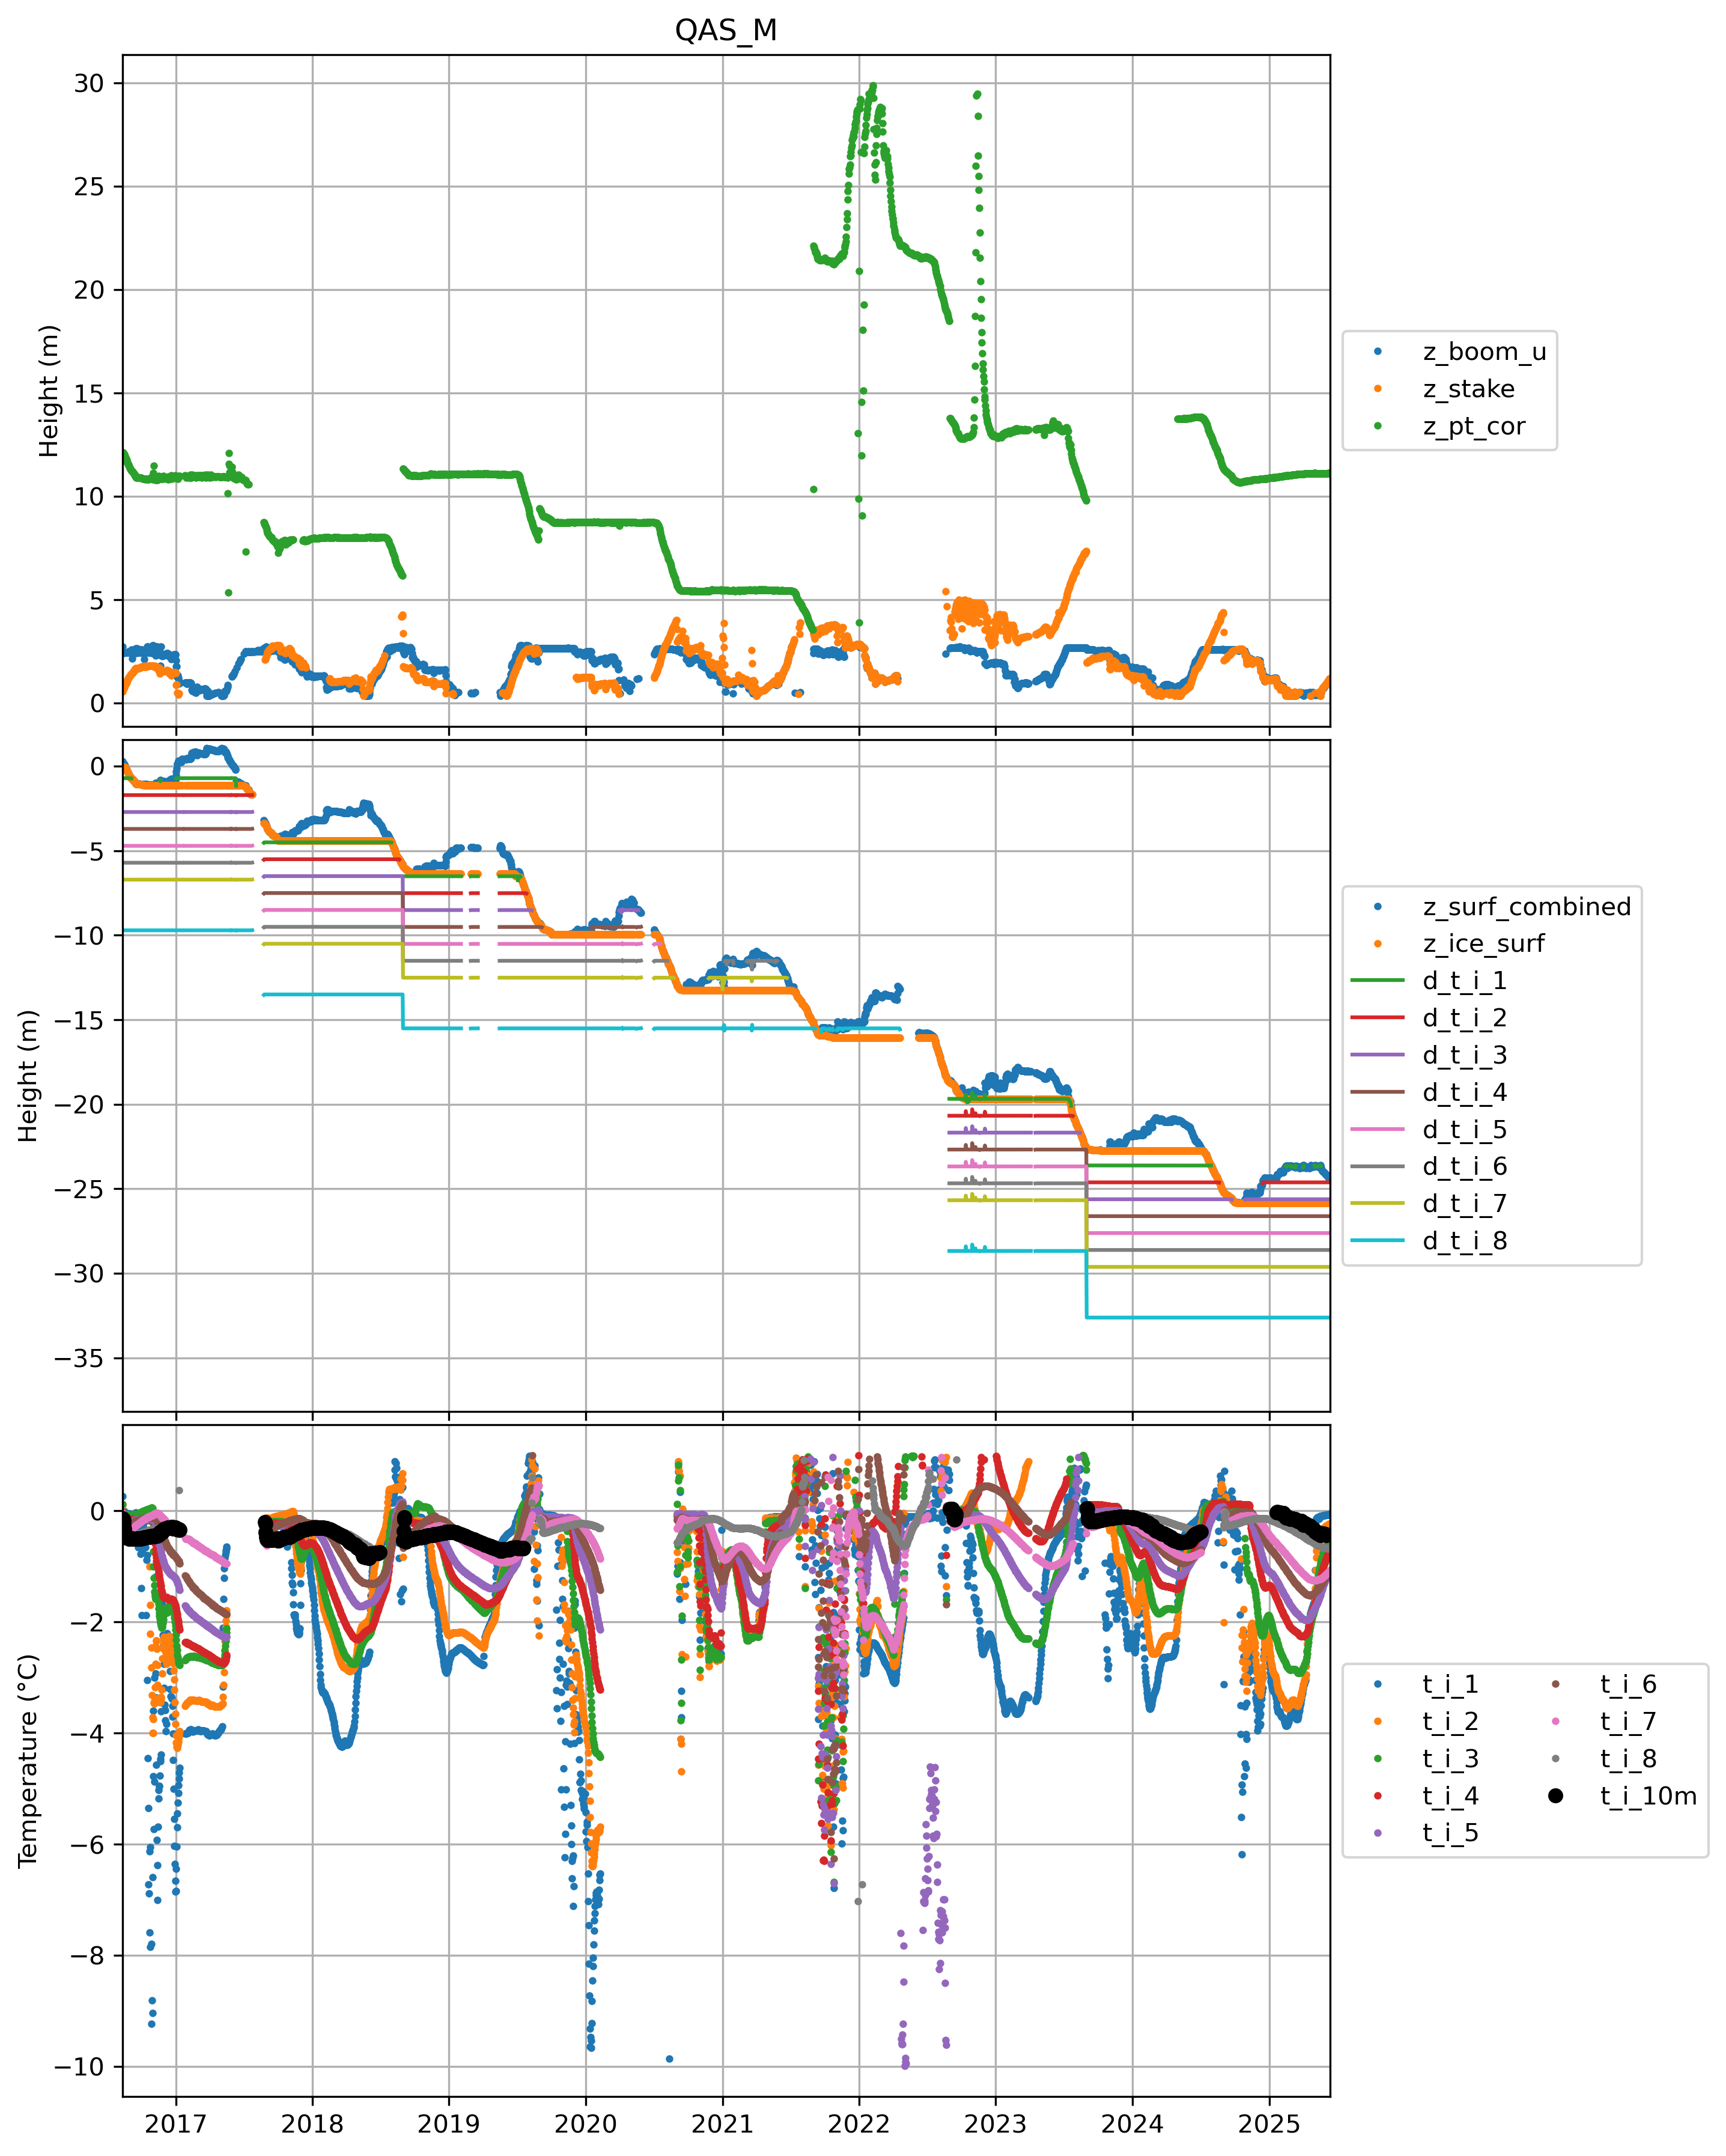 QAS_M
30
25
20
15
10
5
0
Height (m)
z_boom_u
z_stake
z_pt_cor
0
−5
−10
−15
−20
−25
−30
−35
Height (m)
z_surf_combined
z_ice_surf
d_t_i_1
d_t_i_2
d_t_i_3
d_t_i_4
d_t_i_5
d_t_i_6
d_t_i_7
d_t_i_8
0
−2
−4
−6
−8
−10
Temperature (°C)
t_i_1
t_i_2
t_i_3
t_i_4
t_i_5
t_i_6
t_i_7
t_i_8
t_i_10m
2017 2018 2019 2020 2021 2022 2023 2024 2025